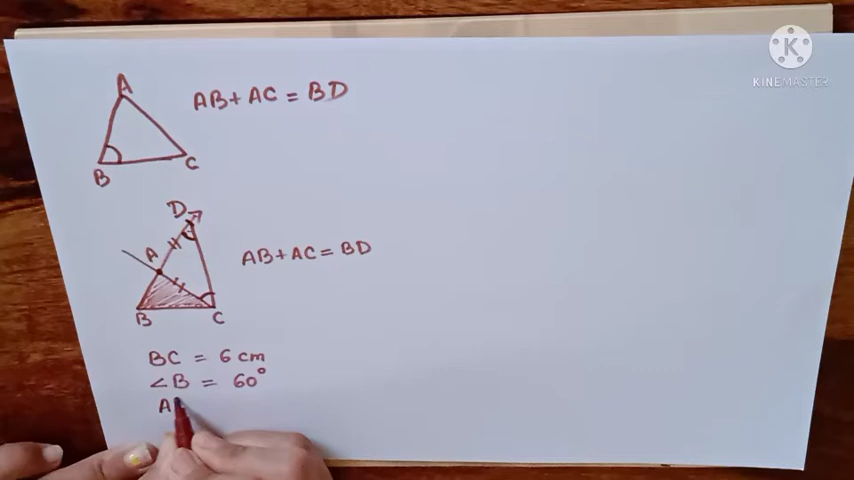 A
AB + AC = BD
B
C
D
A
AB + AC = BD
B
C
BC = 6 cm
∠B = 60°
A
K
KINEMASTER